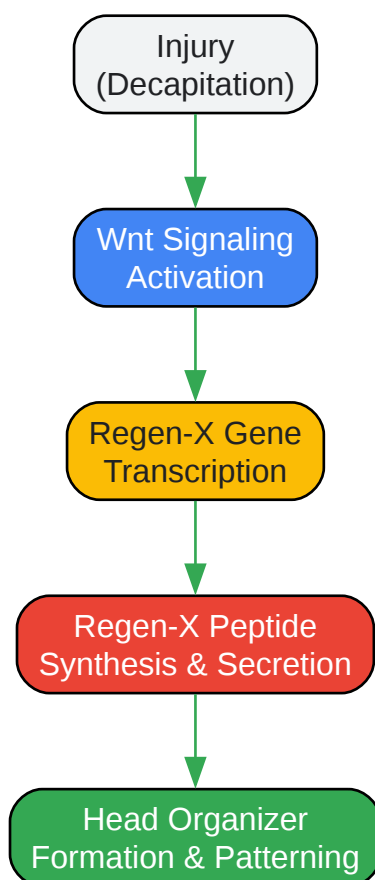 Injury
(Decapitation)
Wnt Signaling
Activation
Regen-X Gene
Transcription
Regen-X Peptide
Synthesis & Secretion
Head Organizer
Formation & Patterning